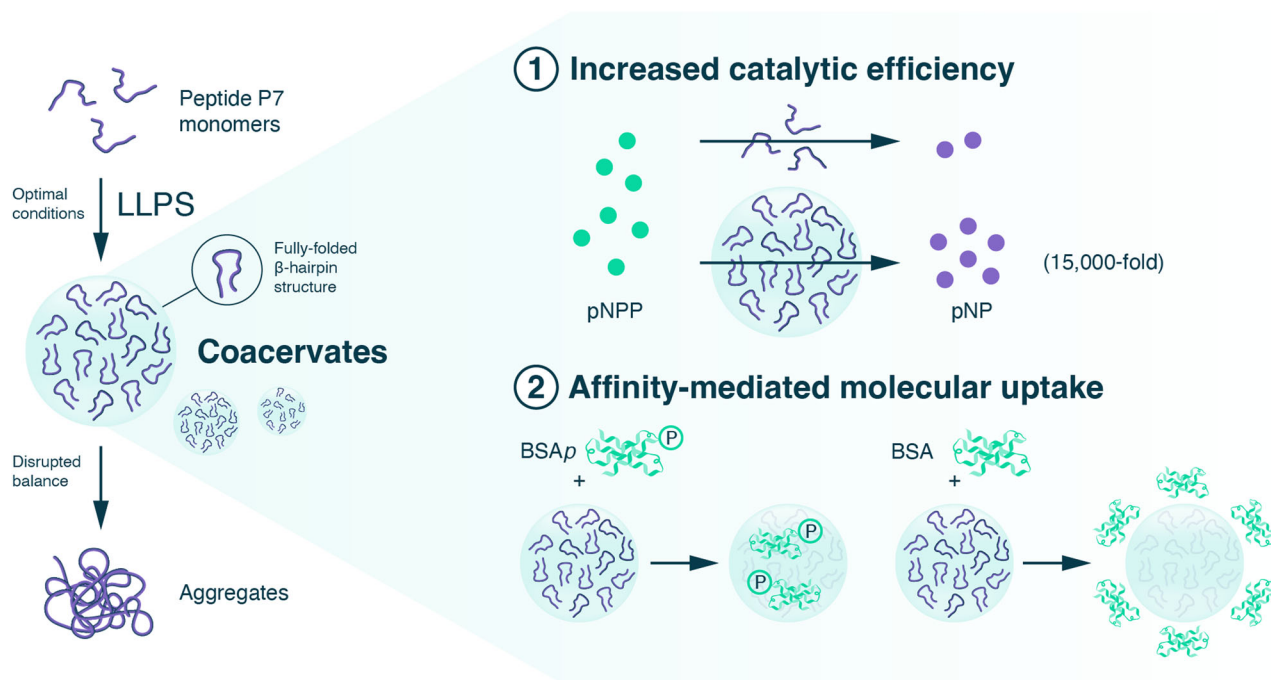 Peptide P7
monomers
Optimal
conditions
LLPS
Fully-folded
β-hairpin
structure
Coacervates
Disrupted
balance
Aggregates
1 Increased catalytic efficiency
pNPP
pNP
(15,000-fold)
2 Affinity-mediated molecular uptake
BSAp
P
+
BSA
+
P
P